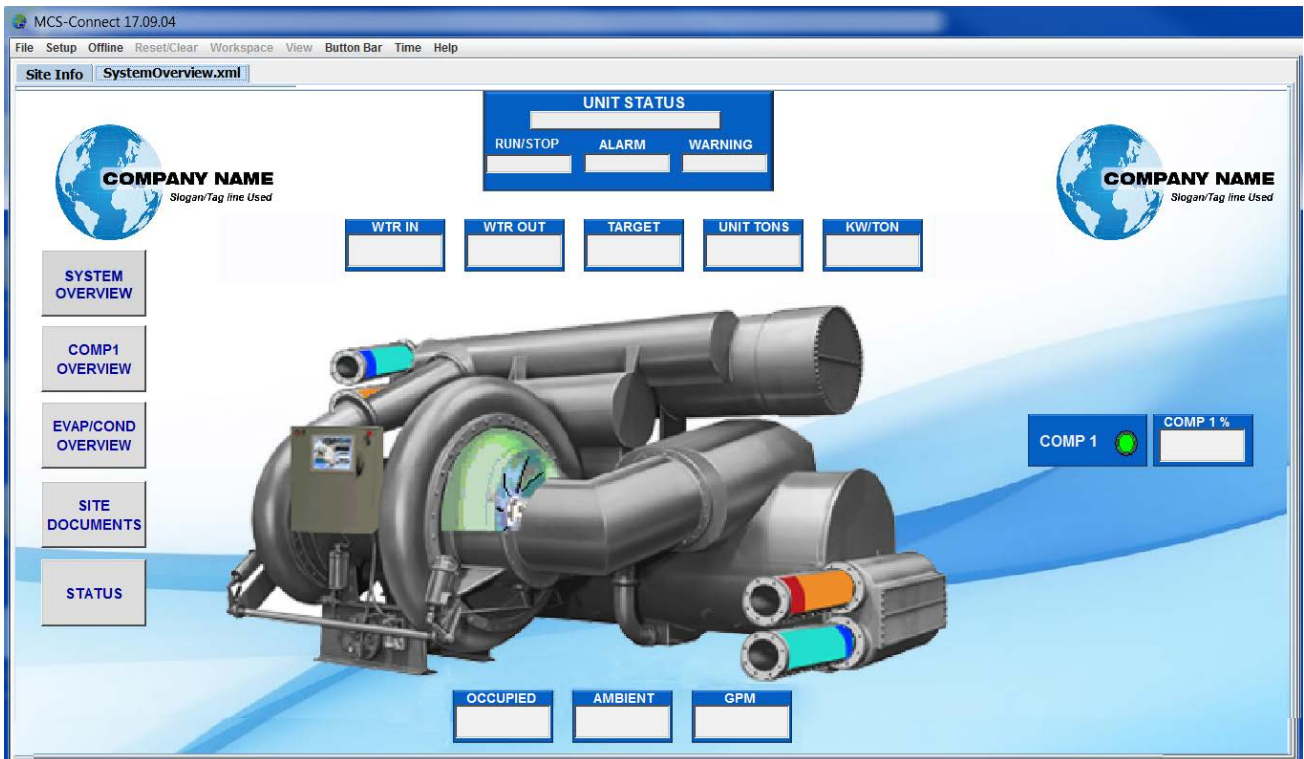 MCS-Connect 17.09.04
File Setup Offline Reset/Clear Workspace View Button Bar Time Help
Site Info SystemOverview.xml
UNIT STATUS
RUN/STOP ALARM WARNING
COMPANY NAME
Slogan/Tag line Used
COMPANY NAME
Slogan/Tag line Used
WTR IN WTR OUT TARGET UNIT TONS KW/TON
SYSTEM
OVERVIEW
COMP1
OVERVIEW
EVAP/COND
OVERVIEW
SITE
DOCUMENTS
STATUS
COMP 1
COMP 1 %
OCCUPIED AMBIENT GPM